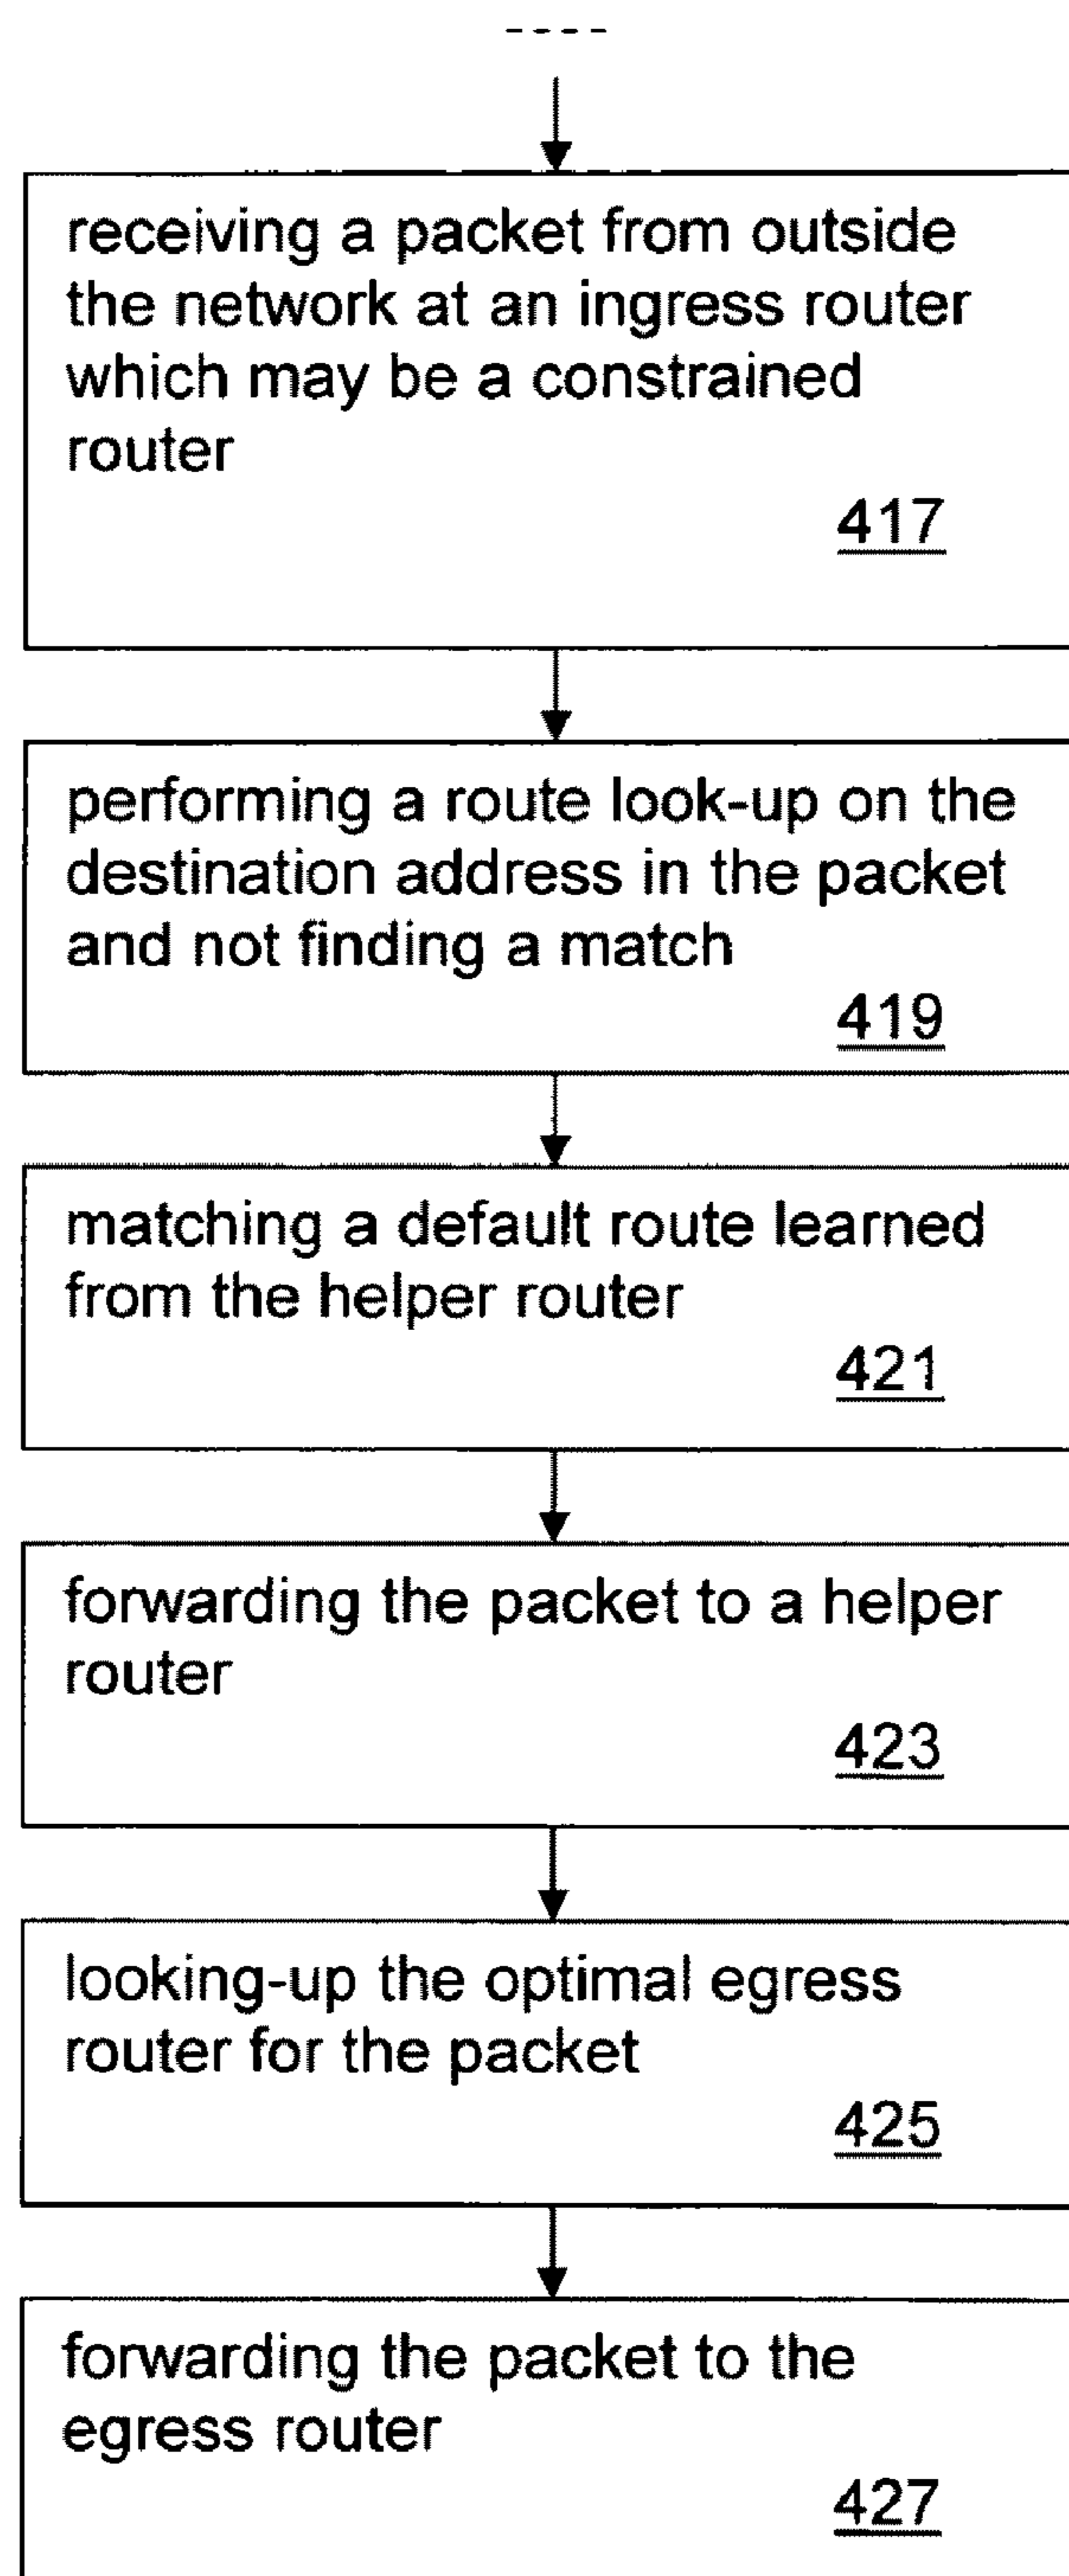 receiving a packet from outside
the network at an ingress router
which may be a constrained
router
417
performing a route look-up on the
destination address in the packet
and not finding a match
419
matching a default route learned
from the helper router
421
forwarding the packet to a helper
router
423
looking-up the optimal egress
router for the packet
425
forwarding the packet to the
egress router
427